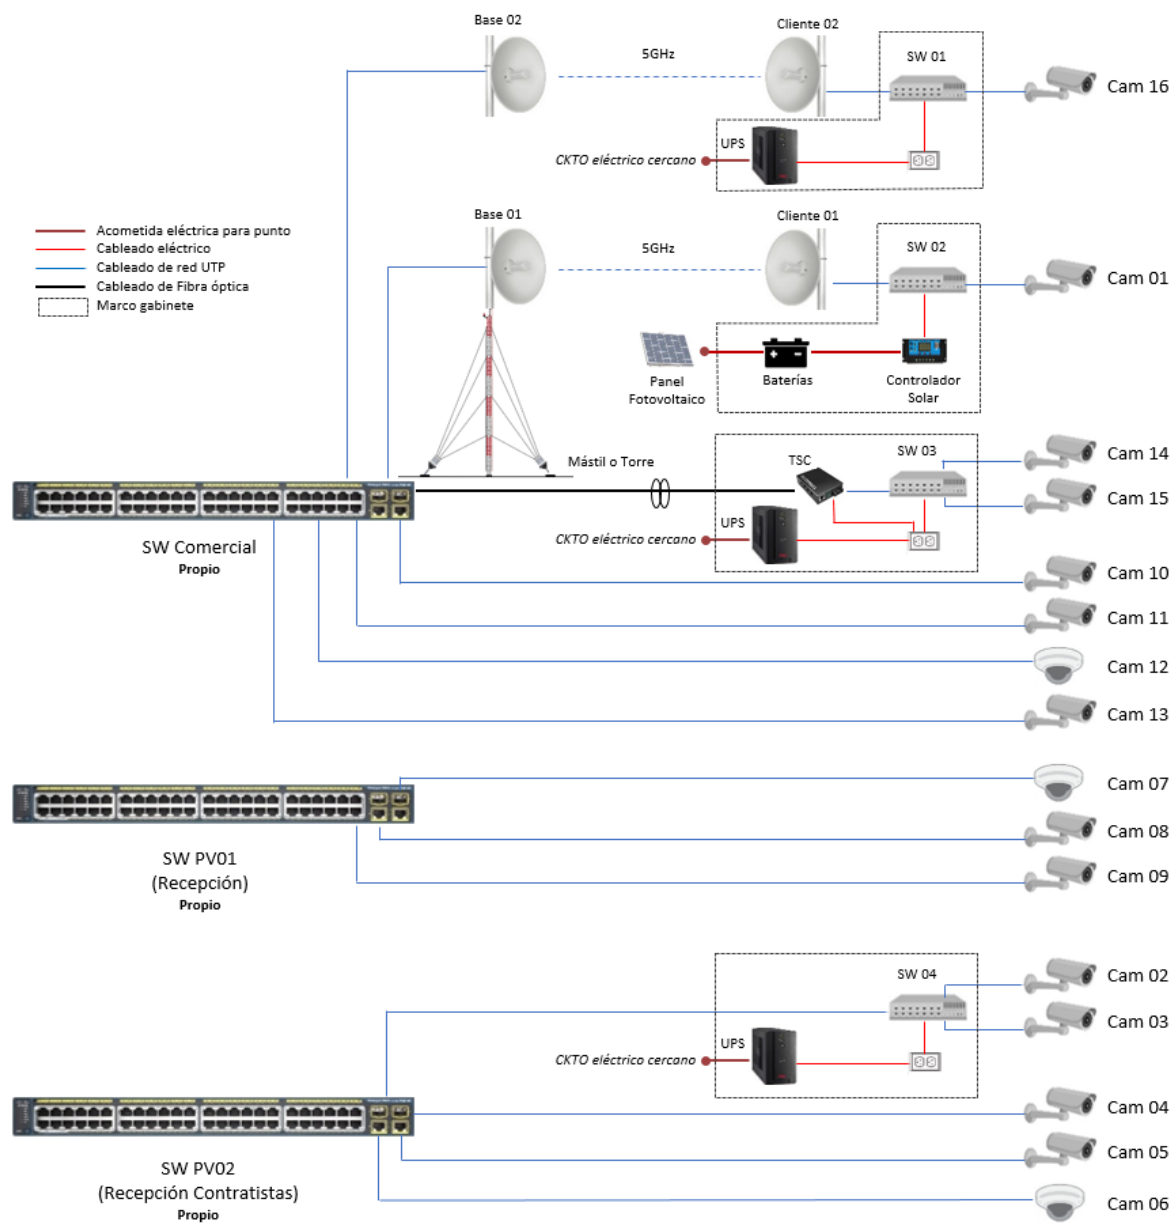 Base 02
Cliente 02
5GHz
SW 01
Cam 16
UPS
CKTO eléctrico cercano
Base 01
Cliente 01
5GHz
SW 02
Cam 01
Acometida eléctrica para punto
Cableado eléctrico
Cableado de red UTP
Cableado de Fibra óptica
Marco gabinete
Panel
Fotovoltaico
Baterías
Controlador
Solar
Mástil o Torre
TSC
SW 03
Cam 14
Cam 15
UPS
CKTO eléctrico cercano
SW Comercial
Propio
Cam 10
Cam 11
Cam 12
Cam 13
Cam 07
Cam 08
Cam 09
SW PV01
(Recepción)
Propio
SW 04
Cam 02
Cam 03
UPS
CKTO eléctrico cercano
Cam 04
Cam 05
Cam 06
SW PV02
(Recepción Contratistas)
Propio